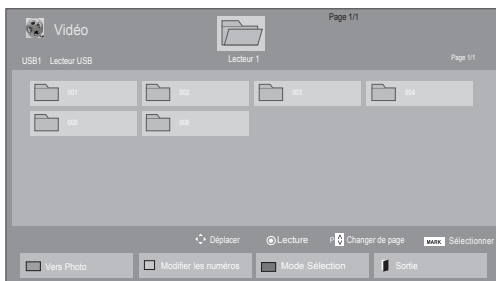 Page 1/1
Vidéo
USB1 Lecteur USB
Lecteur 1
Page 1/1
001
002
003
004
005
006
Déplacer
Lecture
P Changer de page
MARK Sélectionner
Vers Photo
Modifier les numéros
Mode Sélection
Sortie